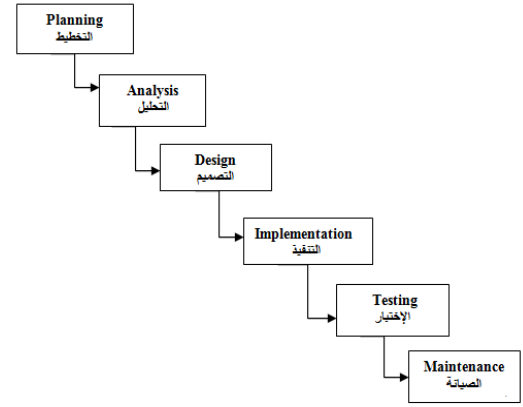 Planning
التخطيط
Analysis
التحليل
Design
التصميم
Implementation
التنفيذ
Testing
الإختبار
Maintenance
الصيانة